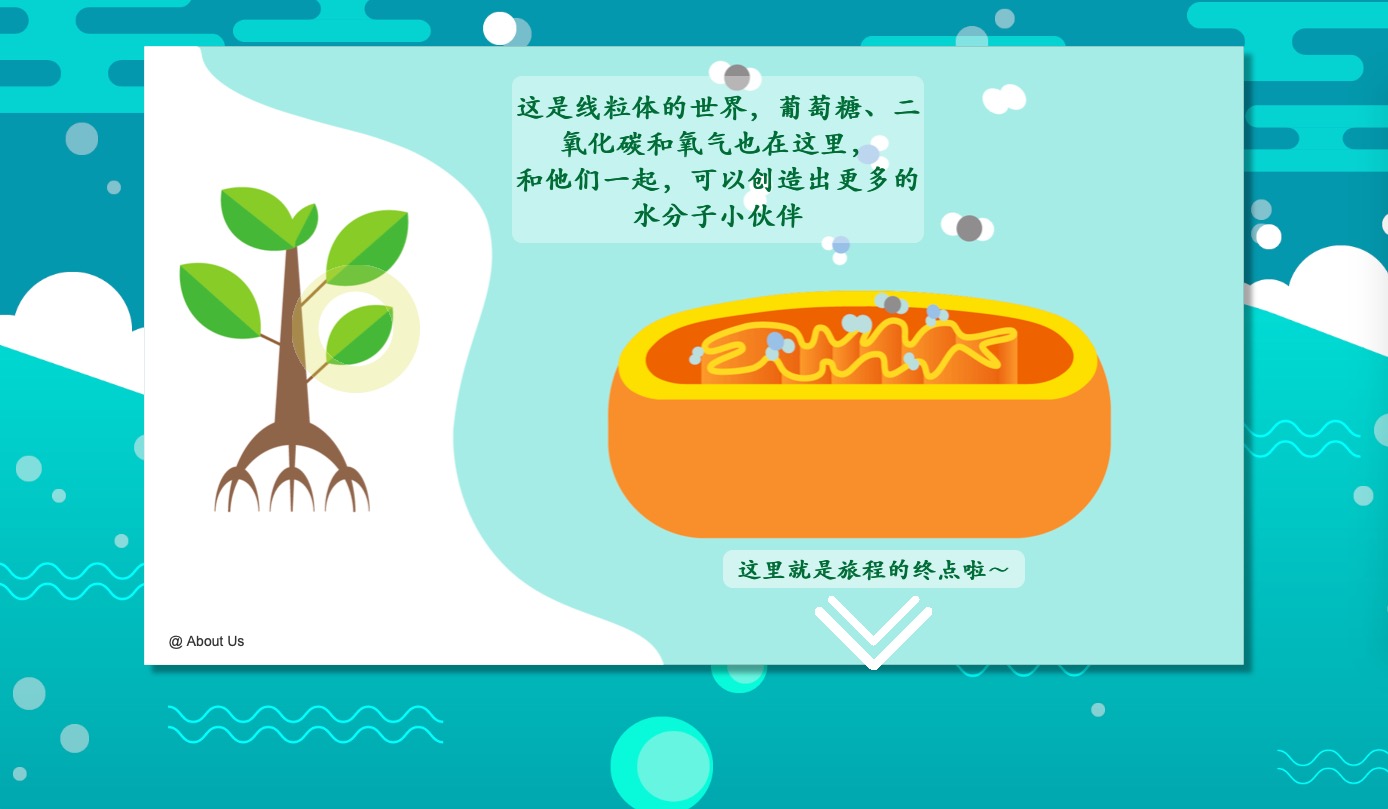 这是线粒体的世界，葡萄糖、二
氧化碳和氧气也在这里，
和他们一起，可以创造出更多的
水分子小伙伴
这里就是旅程的终点啦～
@ About Us